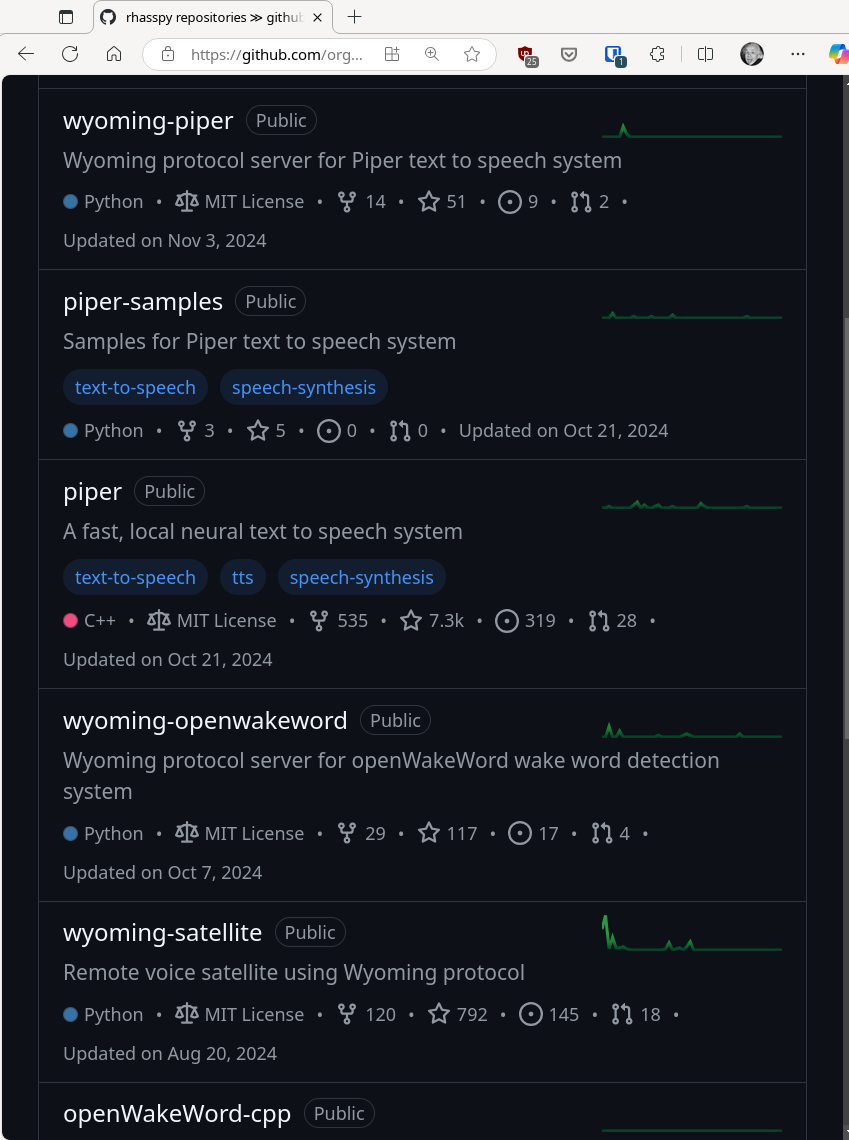 rhasspy repositories ≫ githu
https://github.com/org...
25
1
wyoming-piper Public
Wyoming protocol server for Piper text to speech system
Python • MIT License • 14 • 51 • 9 • 2 •
Updated on Nov 3, 2024
piper-samples Public
Samples for Piper text to speech system
text-to-speech speech-synthesis
Python • 3 • 5 • 0 • 0 • Updated on Oct 21, 2024
piper Public
A fast, local neural text to speech system
text-to-speech tts speech-synthesis
C++ • MIT License • 535 • 7.3k • 319 • 28 •
Updated on Oct 21, 2024
wyoming-openwakeword Public
Wyoming protocol server for openWakeWord wake word detection
system
Python • MIT License • 29 • 117 • 17 • 4 •
Updated on Oct 7, 2024
wyoming-satellite Public
Remote voice satellite using Wyoming protocol
Python • MIT License • 120 • 792 • 145 • 18 •
Updated on Aug 20, 2024
openWakeWord-cpp Public